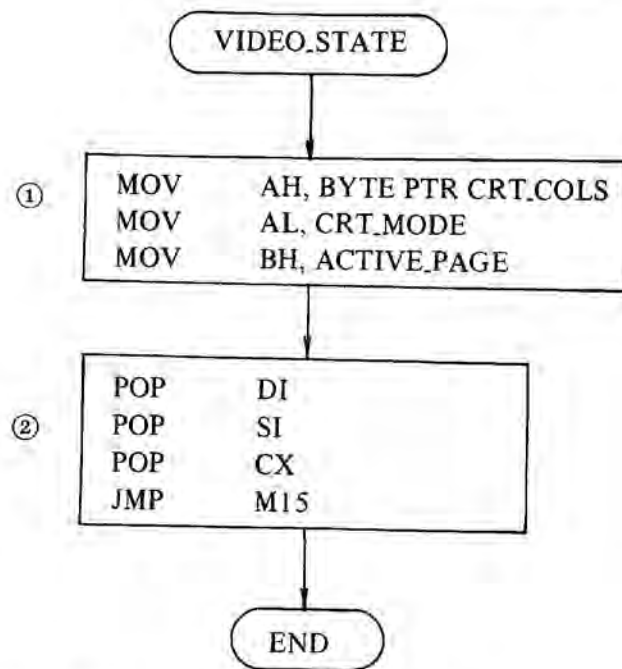 VIDEO_STATE
① MOV AH, BYTE PTR CRT_COLS
MOV AL, CRT_MODE
MOV BH, ACTIVE_PAGE
② POP DI
POP SI
POP CX
JMP M15
END